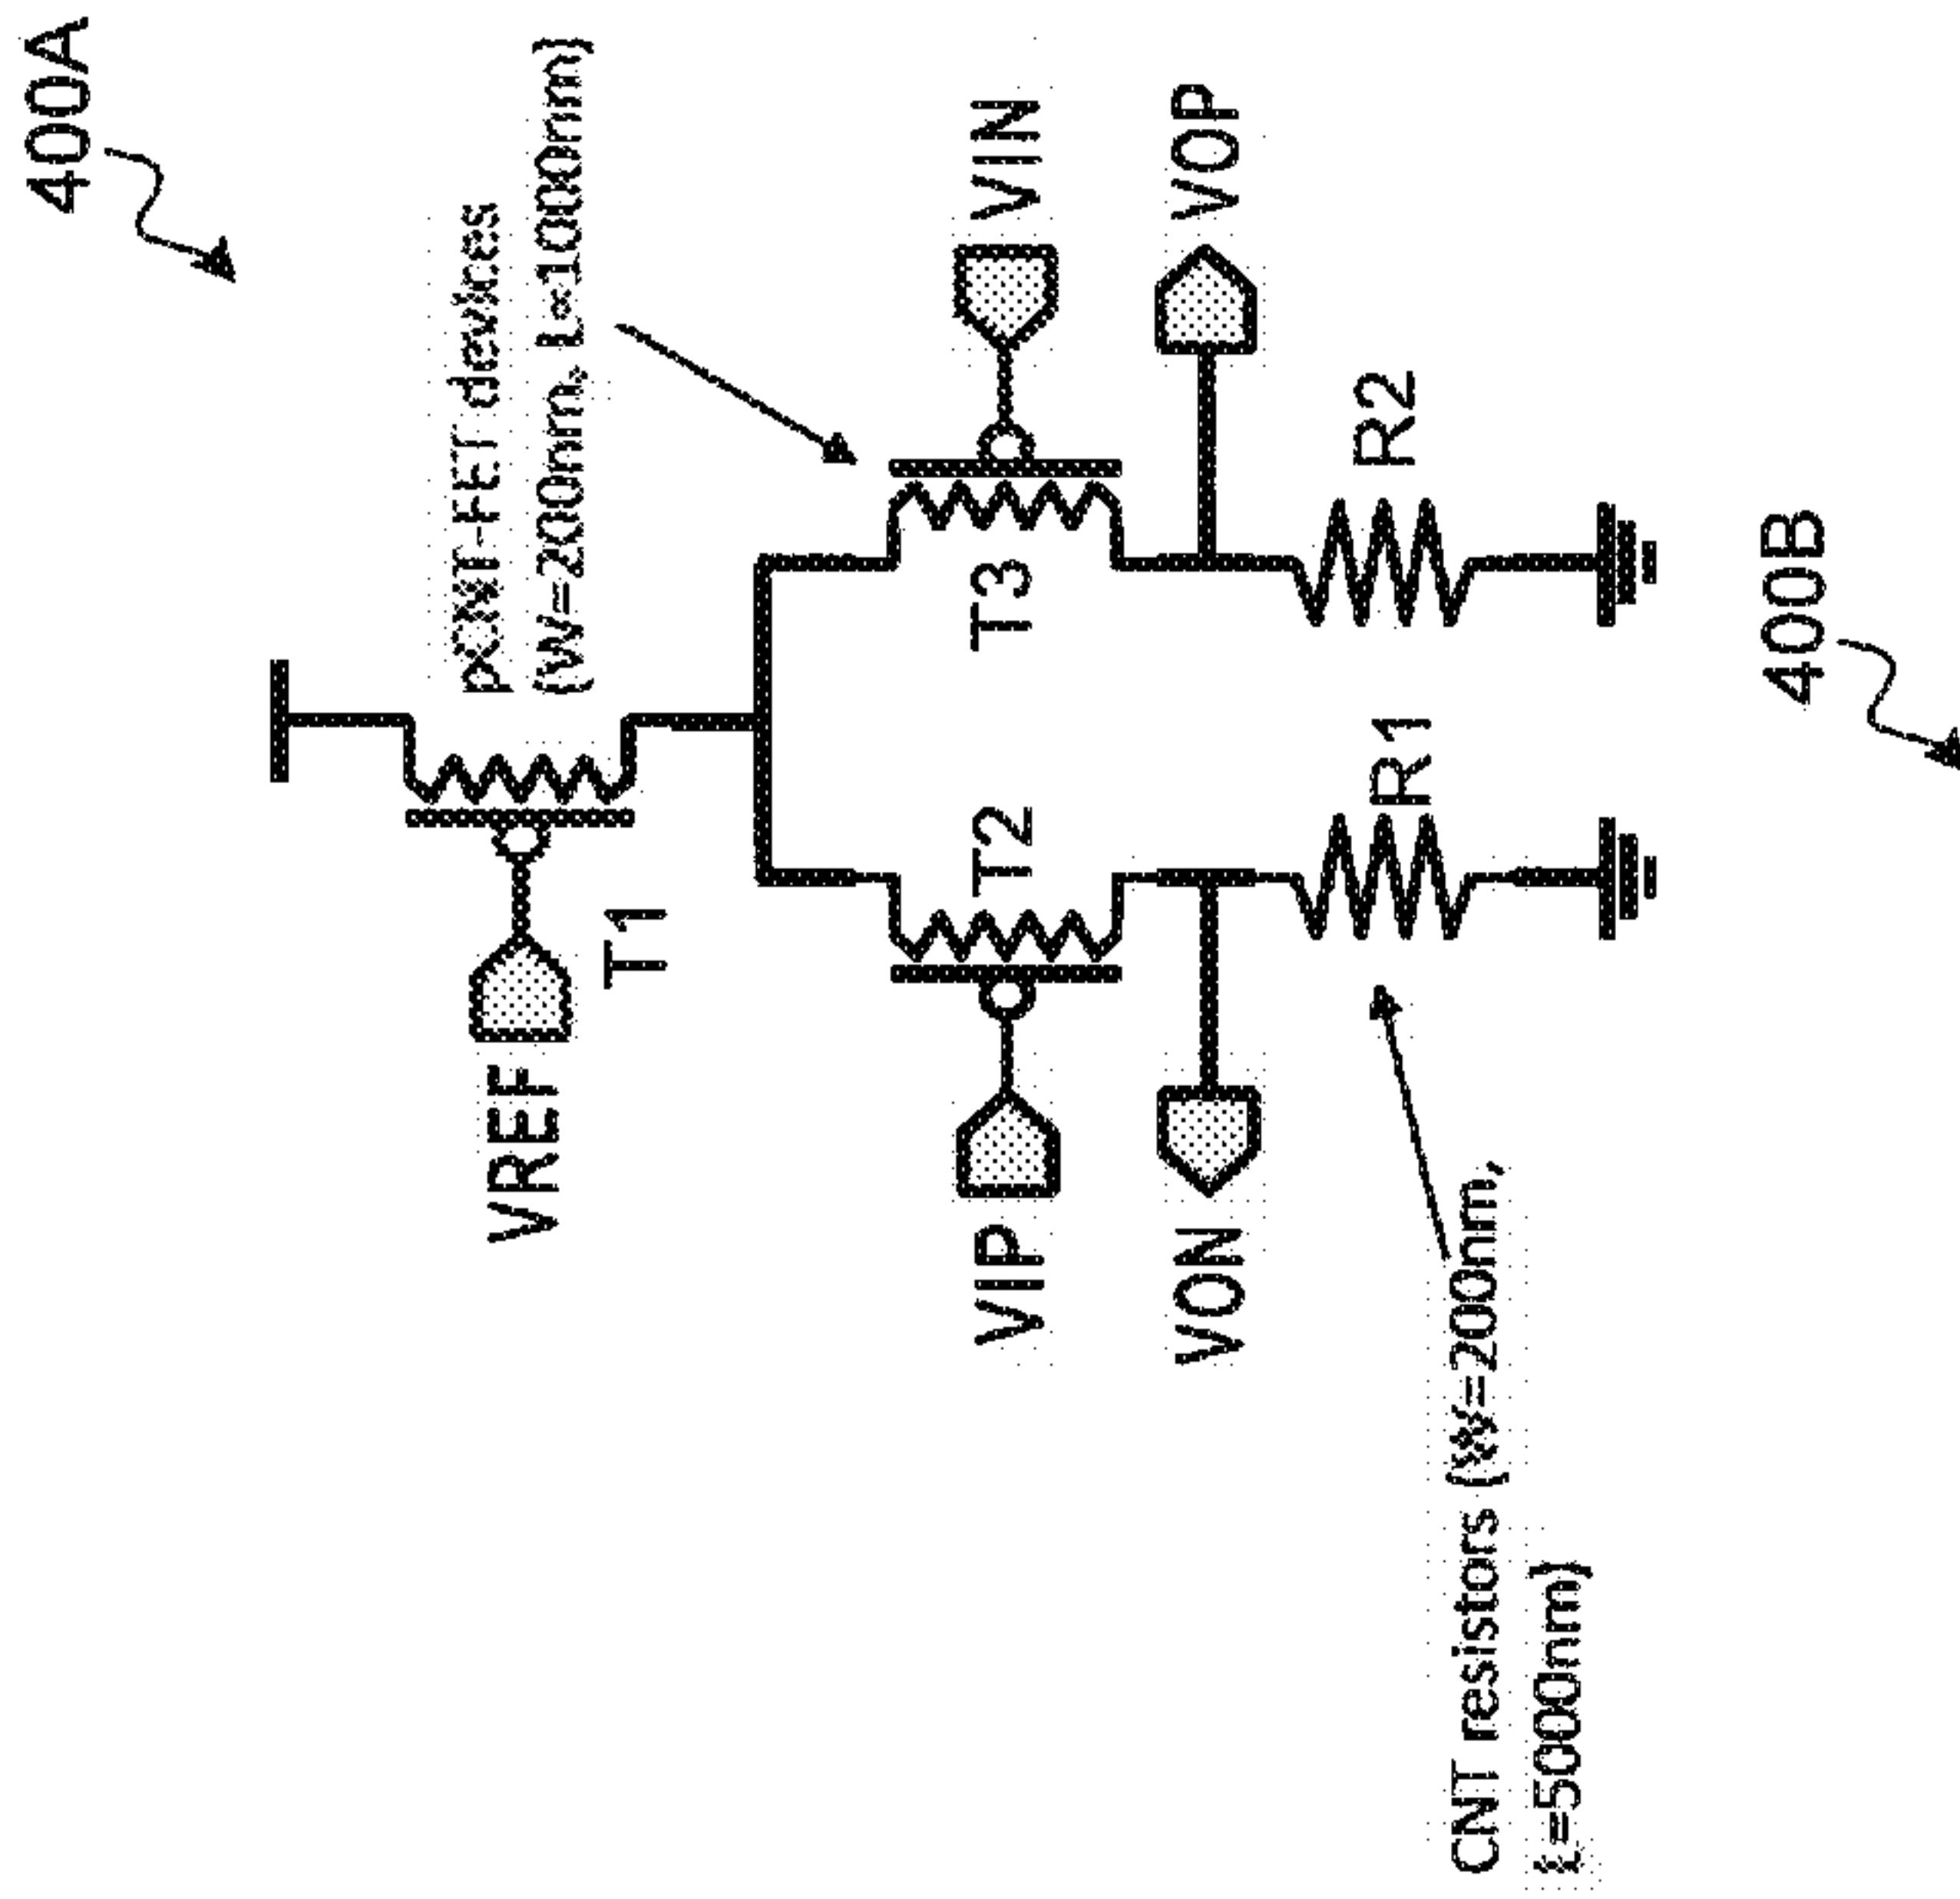 400A
pXNT-FET devices
(W=200nm, L=1000nm)
VREF
T1
VIP
T2
T3
VIN
VON
VOP
R1
R2
CNT resistors (W=200nm,
L=5000nm)
400B